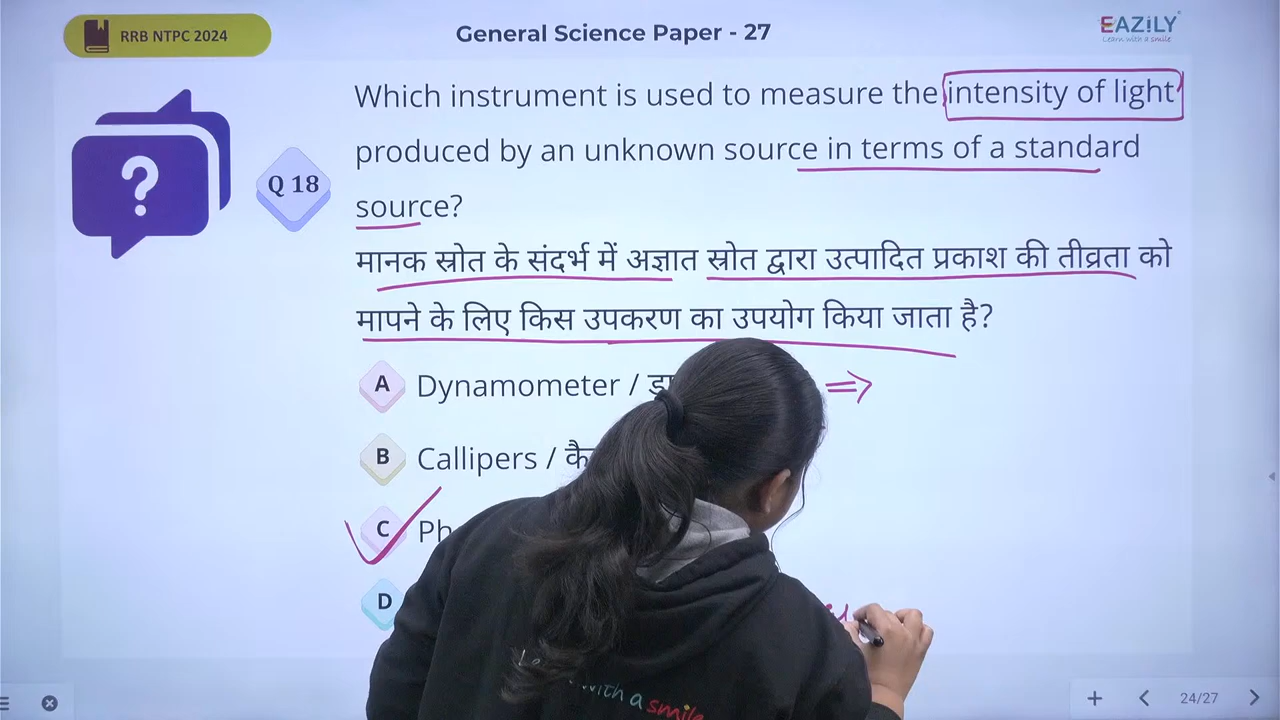 RRB NTPC 2024
General Science Paper - 27
EAZiLY
Learn with a smile
Which instrument is used to measure the intensity of light
Q 18
produced by an unknown source in terms of a standard
source?
मानक स्रोत के संदर्भ में अज्ञात स्रोत द्वारा उत्पादित प्रकाश की तीव्रता को
मापने के लिए किस उपकरण का उपयोग किया जाता है?
A Dynamometer /
B Callipers /
C
D
with a smile
24/27